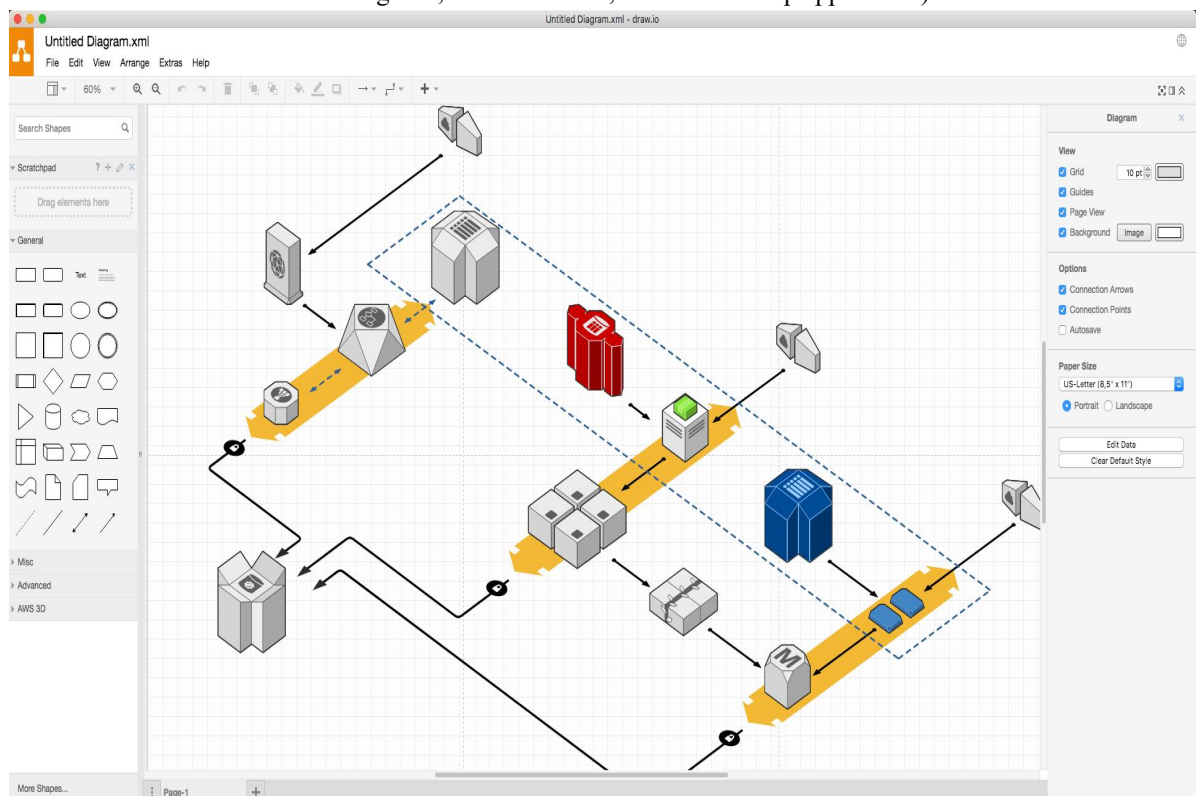 Untitled Diagram.xml - draw.io
Untitled Diagram.xml
File Edit View Arrange Extras Help
60%
Search Shapes
Scratchpad ? + ×
Drag elements here
General
Text
Misc
Advanced
AWS 3D
More Shapes...
M
Page-1 +
Diagram ×
View
Grid 10 pt
Guides
Page View
Background Image
Options
Connection Arrows
Connection Points
Autosave
Paper Size
US-Letter (8,5" x 11")
Portrait Landscape
Edit Data
Clear Default Style